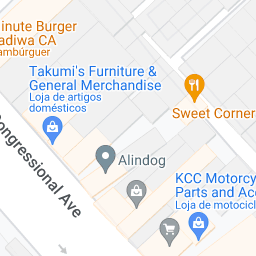 inute Burger
adiwa CA
ambúrguer
Takumi's Furniture &
General Merchandise
Loja de artigos
domésticos
Sweet Corner
Congressional Ave
Alindog
KCC Motorcy
Parts and Acc
Loja de motocicl